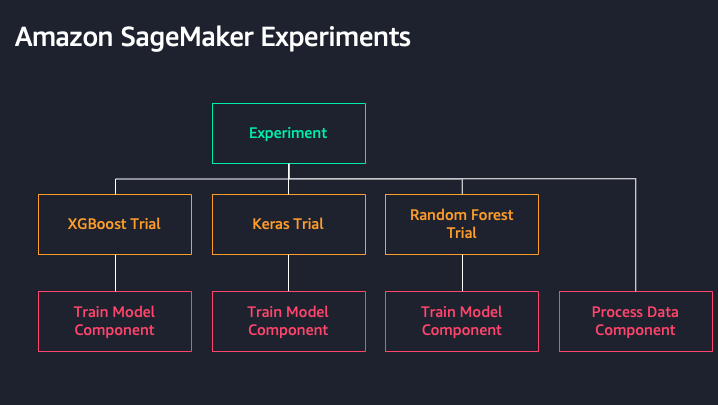 Amazon SageMaker Experiments
Experiment
XGBoost Trial
Keras Trial
Random Forest
Trial
Train Model
Component
Train Model
Component
Train Model
Component
Process Data
Component